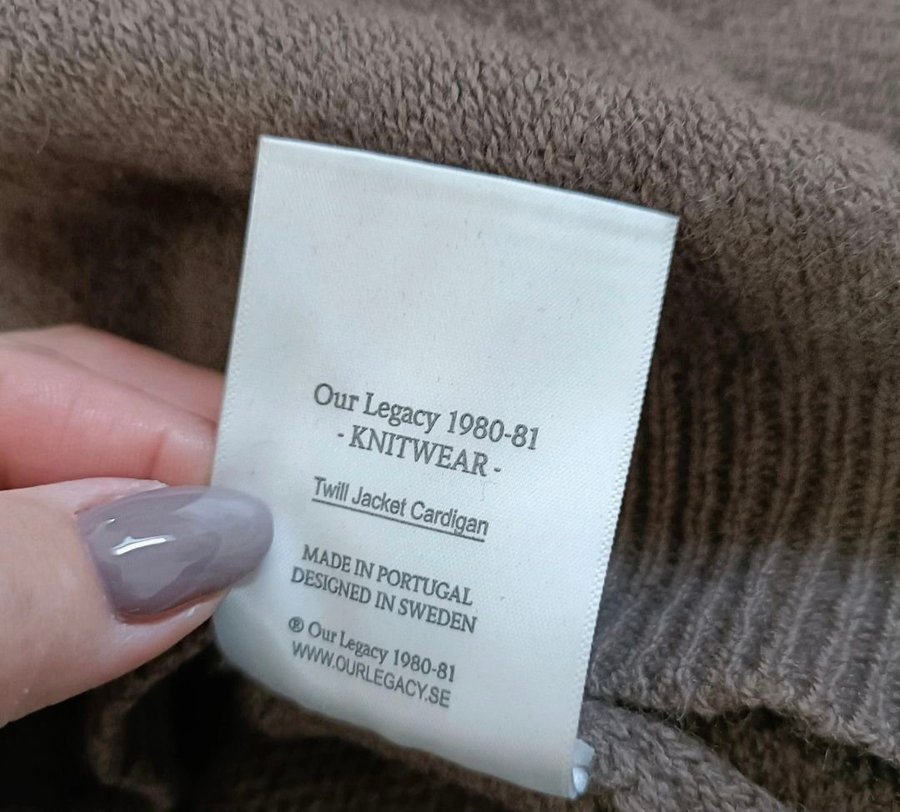 Our Legacy 1980-81
- KNITWEAR -
Twill Jacket Cardigan
MADE IN PORTUGAL
DESIGNED IN SWEDEN
® Our Legacy 1980-81
WWW.OURLEGACY.SE